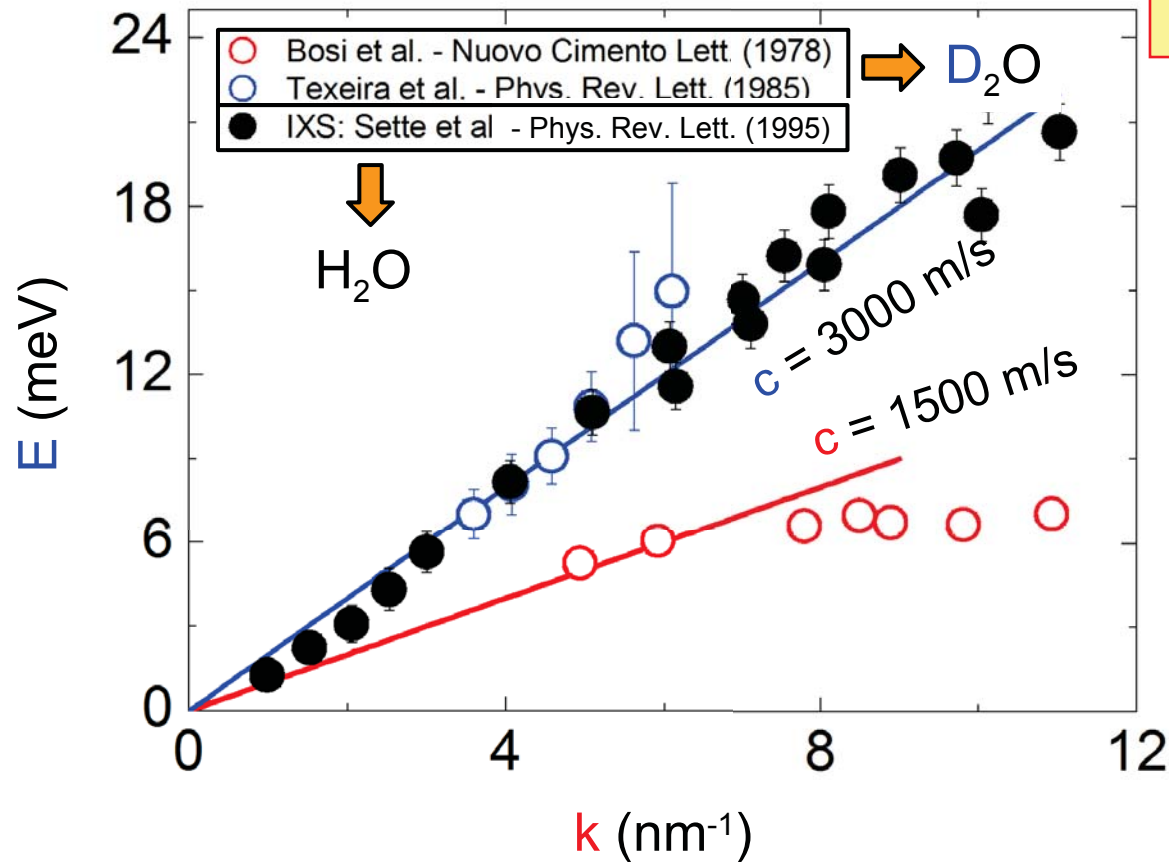 24
18
12
6
0
0
4
8
12
E (meV)
k (nm⁻¹)
Bosi et al. - Nuovo Cimento Lett. (1978)
Texeira et al. - Phys. Rev. Lett. (1985)
IXS: Sette et al - Phys. Rev. Lett. (1995)
D₂O
H₂O
c = 3000 m/s
c = 1500 m/s